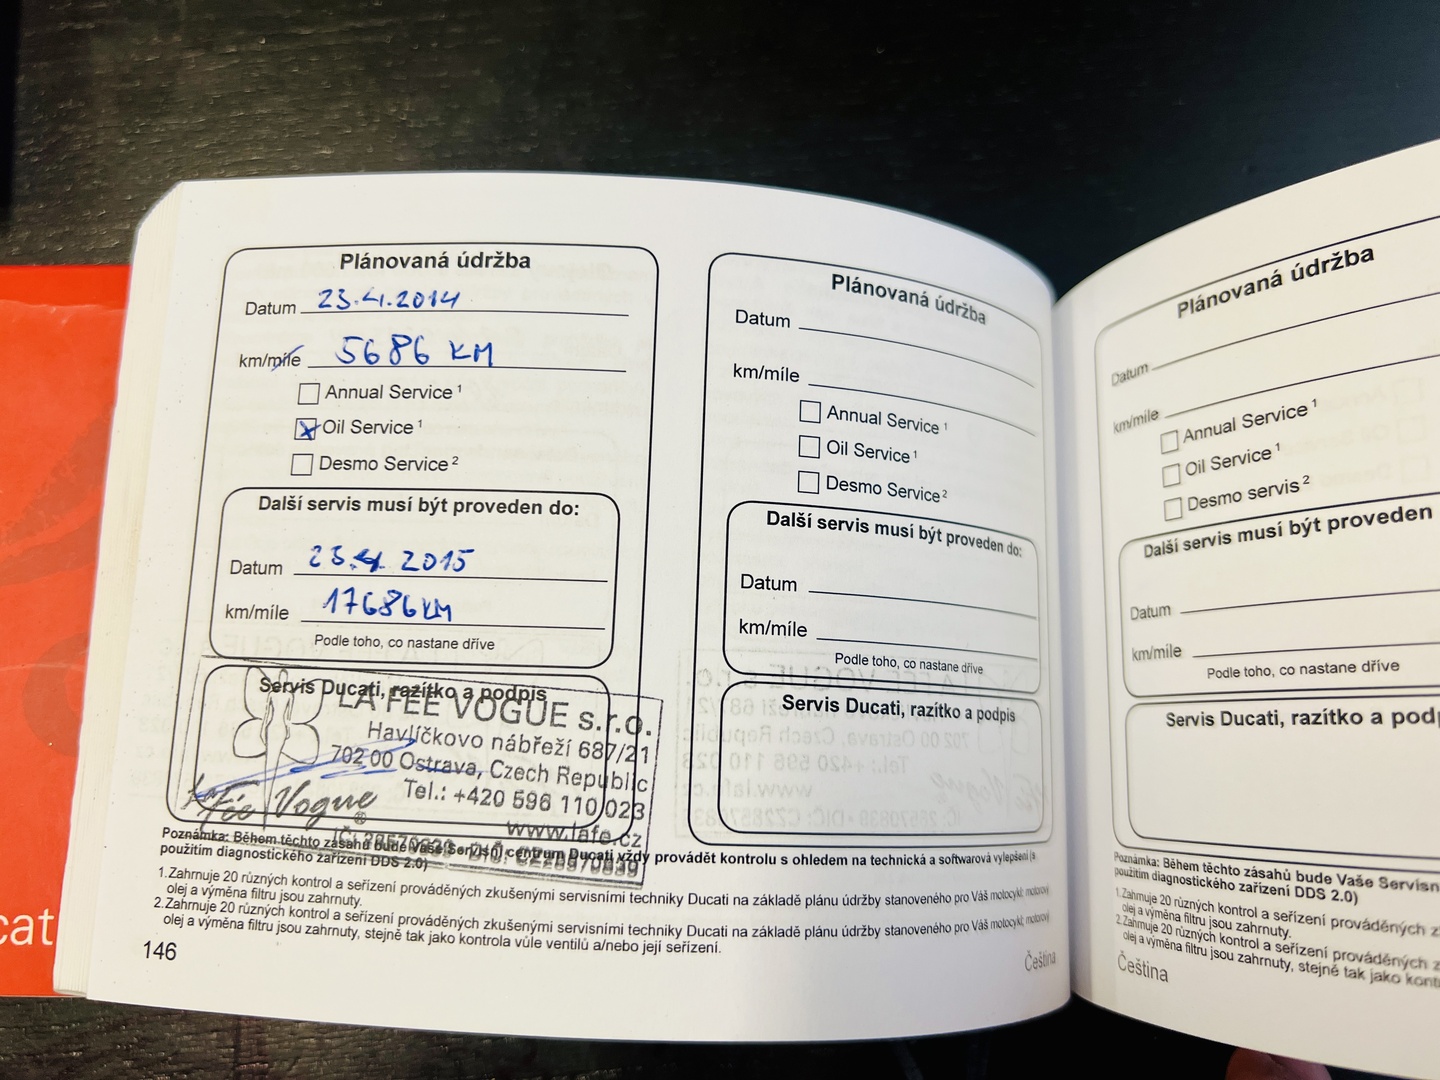 Plánovaná údržba
Datum 23.4.2014
km/míle 5686 KM
Annual Service ¹
Oil Service ¹
Desmo Service ²
Další servis musí být proveden do:
Datum 23.4. 2015
km/míle 17686 KM
Podle toho, co nastane dříve
Servis Ducati, razítko a podpis
LA FÉE VOGUE s.r.o.
Havlíčkovo nábřeží 687/21
702 00 Ostrava, Czech Republic
Tel.: +420 596 110 023
www.lafe.cz
La Fée Vogue ®
Poznámka: Během těchto zásahů bude Vaše Servisní centrum Ducati vždy provádět kontrolu s ohledem na technická a softwarová vylepšení (s
použitím diagnostického zařízení DDS 2.0)
1.Zahrnuje 20 různých kontrol a seřízení prováděných zkušenými servisními techniky Ducati na základě plánu údržby stanoveného pro Váš motocykl; motorový
olej a výměna filtru jsou zahrnuty.
2.Zahrnuje 20 různých kontrol a seřízení prováděných zkušenými servisními techniky Ducati na základě plánu údržby stanoveného pro Váš motocykl; motorový
olej a výměna filtru jsou zahrnuty, stejně tak jako kontrola vůle ventilů a/nebo její seřízení.
146
Plánovaná údržba
Datum
km/míle
Annual Service ¹
Oil Service ¹
Desmo Service ²
Další servis musí být proveden do:
Datum
km/míle
Podle toho, co nastane dříve
Servis Ducati, razítko a podpis
Čeština
Plánovaná údržba
Datum
km/míle
Annual Service ¹
Oil Service ¹
Desmo servis ²
Další servis musí být proveden
Datum
km/míle
Podle toho, co nastane dříve
Servis Ducati, razítko a podp
Poznámka: Během těchto zásahů bude Vaše Servisn
použitím diagnostického zařízení DDS 2.0)
1.Zahrnuje 20 různých kontrol a seřízení prováděných z
olej a výměna filtru jsou zahrnuty.
2.Zahrnuje 20 různých kontrol a seřízení prováděných z
olej a výměna filtru jsou zahrnuty, stejně tak jako kont
Čeština
cat